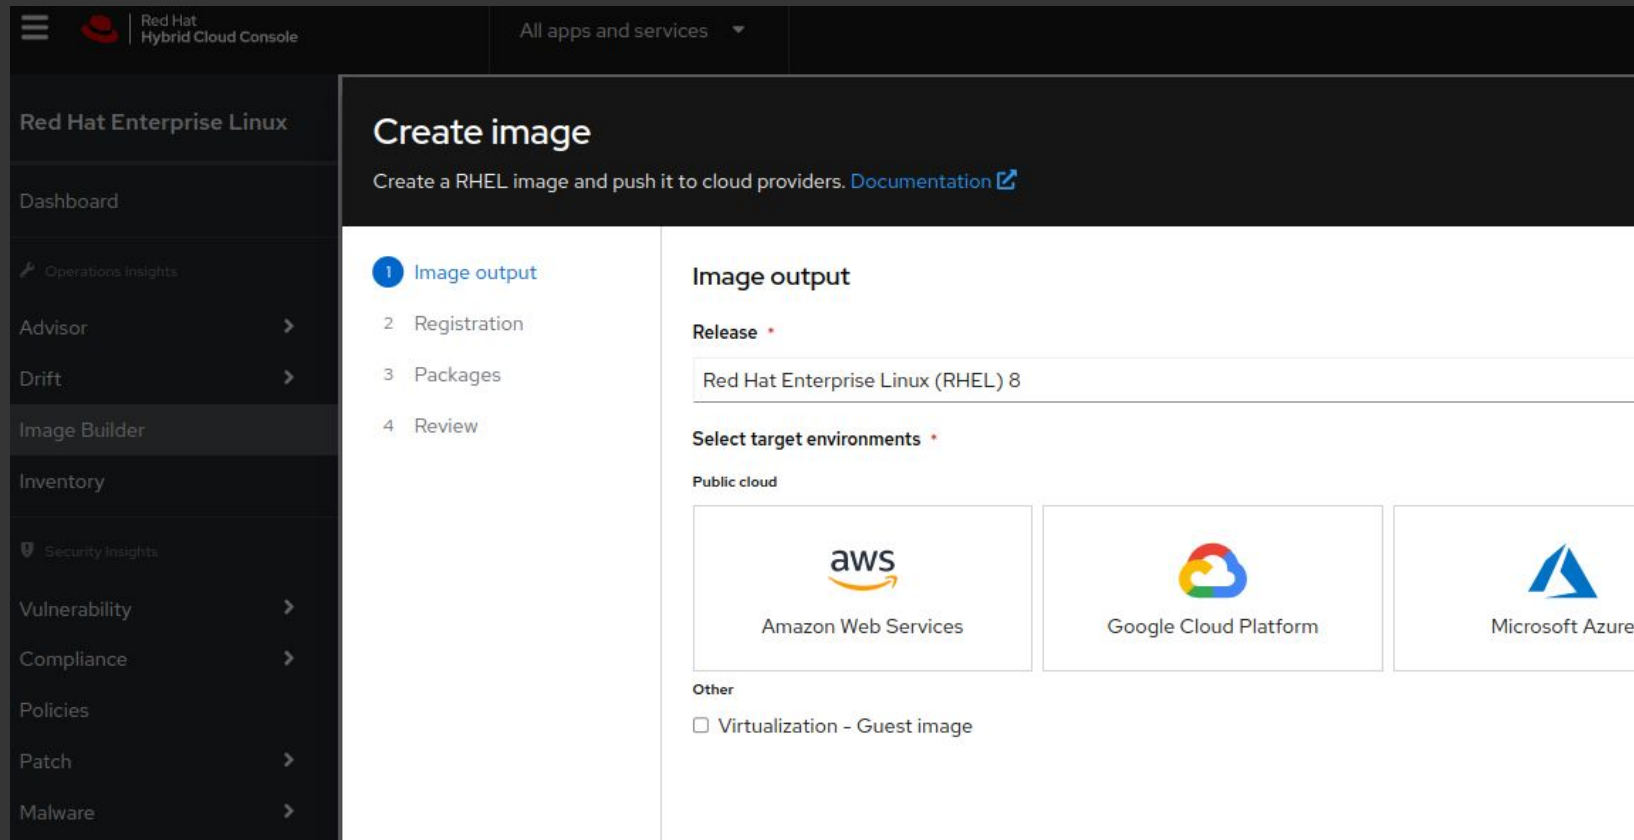 Red Hat
Hybrid Cloud Console
All apps and services
Red Hat Enterprise Linux
Dashboard
Operations Insights
Advisor
Drift
Image Builder
Inventory
Security Insights
Vulnerability
Compliance
Policies
Patch
Malware
Create image
Create a RHEL image and push it to cloud providers. Documentation
1 Image output
2 Registration
3 Packages
4 Review
Image output
Release *
Red Hat Enterprise Linux (RHEL) 8
Select target environments *
Public cloud
aws
Amazon Web Services
Google Cloud Platform
Microsoft Azure
Other
Virtualization - Guest image